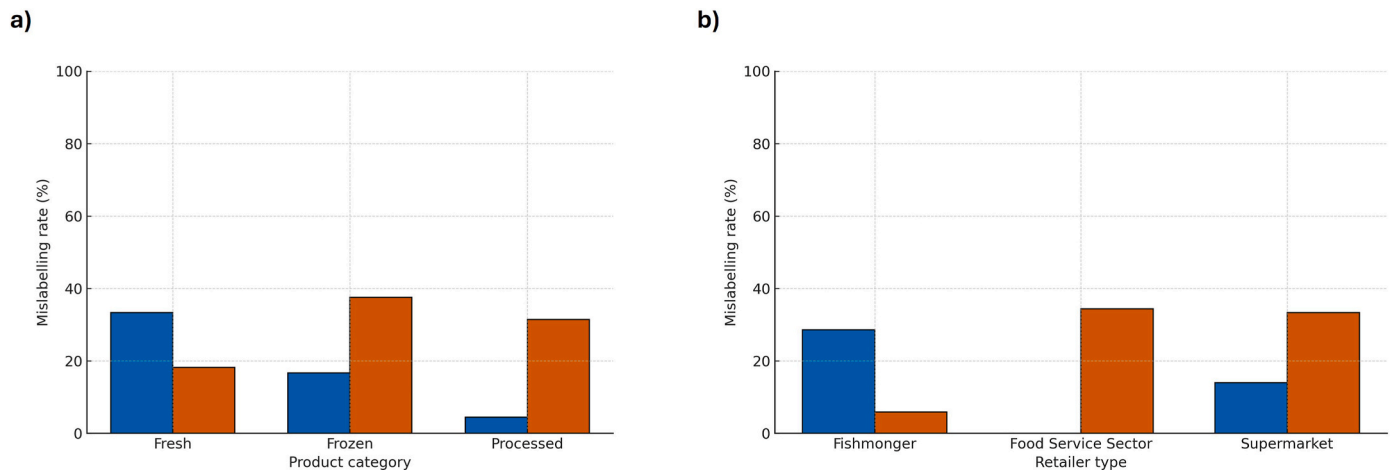 a)
100
80
60
40
20
0
Mislabelling rate (%)
Fresh Frozen Processed
Product category
b)
100
80
60
40
20
0
Mislabelling rate (%)
Fishmonger Food Service Sector Supermarket
Retailer type